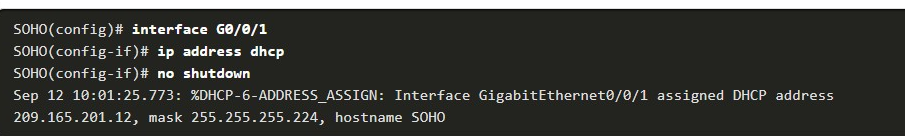 SOHO(config)# interface G0/0/1
SOHO(config-if)# ip address dhcp
SOHO(config-if)# no shutdown
Sep 12 10:01:25.773: %DHCP-6-ADDRESS_ASSIGN: Interface GigabitEthernet0/0/1 assigned DHCP address
209.165.201.12, mask 255.255.255.224, hostname SOHO